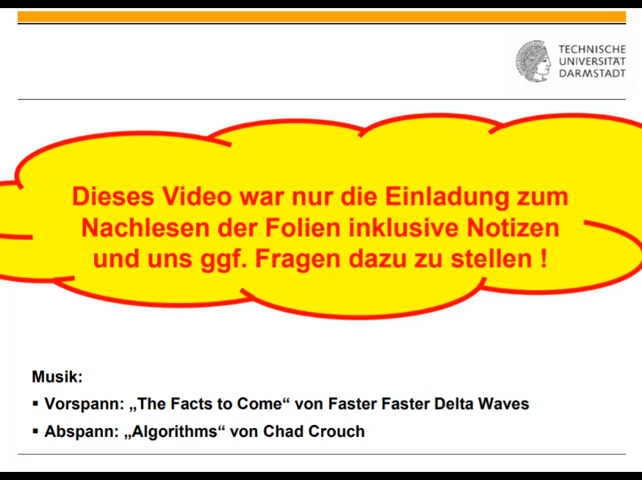 TECHNISCHE
UNIVERSITÄT
DARMSTADT
Dieses Video war nur die Einladung zum
Nachlesen der Folien inklusive Notizen
und uns ggf. Fragen dazu zu stellen !
Musik:
▪ Vorspann: „The Facts to Come“ von Faster Faster Delta Waves
▪ Abspann: „Algorithms“ von Chad Crouch